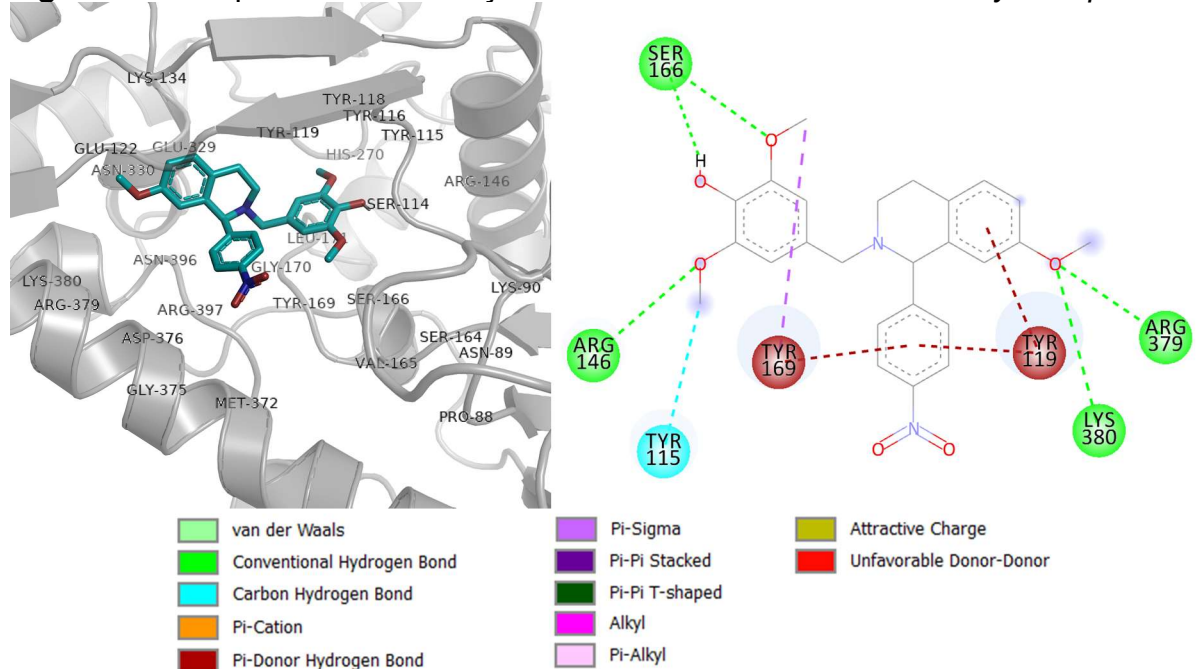 LYS-134
TYR-118
TYR-116
TYR-119
TYR-115
GLU-122
GLU-329
HIS-270
ASN-330
ARG-146
SER-114
LEU-171
ASN-396
GLY-170
LYS-380
ARG-379
ARG-397
TYR-169
SER-166
LYS-90
ASP-376
SER-164
ASN-89
VAL-165
GLY-375
MET-372
PRO-88
SER
166
H
O
O
O
N
O
ARG
146
TYR
169
TYR
119
ARG
379
TYR
115
LYS
380
N
O
O
van der Waals
Conventional Hydrogen Bond
Carbon Hydrogen Bond
Pi-Cation
Pi-Donor Hydrogen Bond
Pi-Sigma
Pi-Pi Stacked
Pi-Pi T-shaped
Alkyl
Pi-Alkyl
Attractive Charge
Unfavorable Donor-Donor